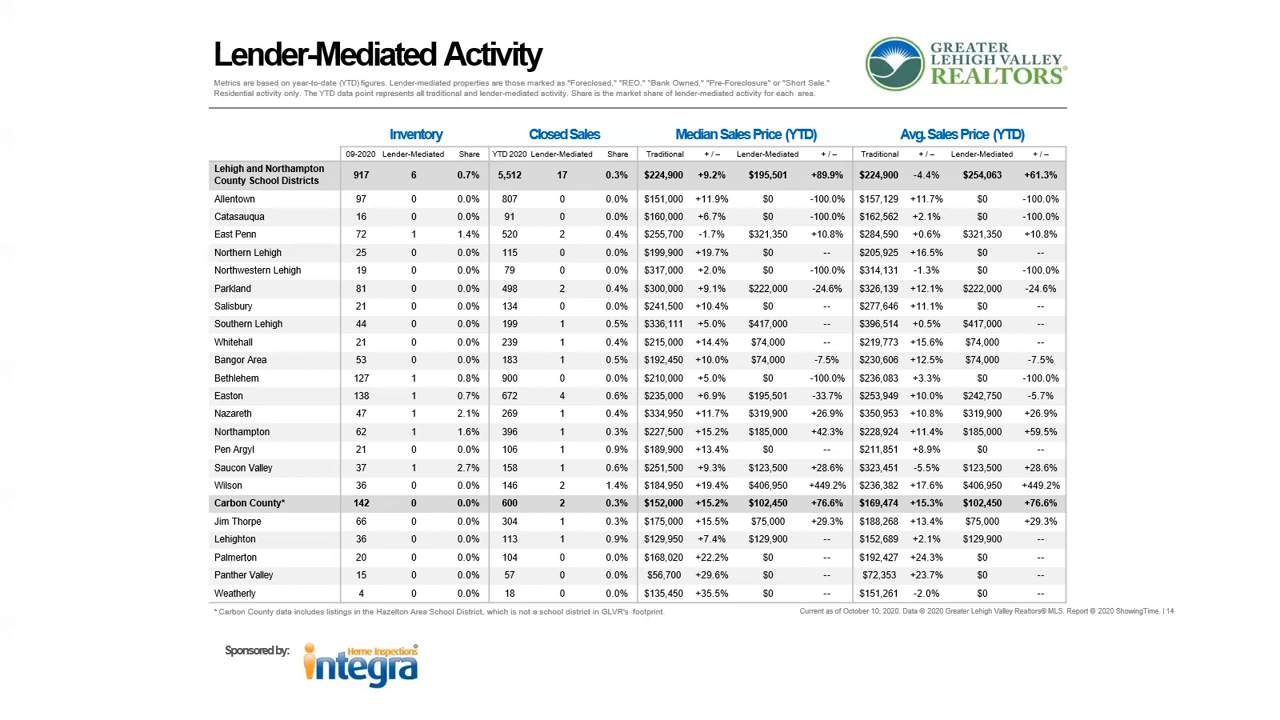 Lender-Mediated Activity
GREATER
LEHIGH VALLEY
REALTORS®
Metrics are based on year-to-date (YTD) figures. Lender-mediated properties are those marked as "Foreclosed," "REO," "Bank Owned," "Pre-Foreclosure" or "Short Sale."
Residential activity only. The YTD data point represents all traditional and lender-mediated activity. Share is the market share of lender-mediated activity for each area.
Inventory Closed Sales Median Sales Price (YTD) Avg. Sales Price (YTD)
09-2020 Lender-Mediated Share YTD 2020 Lender-Mediated Share Traditional + / – Lender-Mediated + / – Traditional + / – Lender-Mediated + / –
Lehigh and Northampton
County School Districts 917 6 0.7% 5,512 17 0.3% $224,900 +9.2% $195,501 +89.9% $224,900 -4.4% $254,063 +61.3%
Allentown 97 0 0.0% 807 0 0.0% $151,000 +11.9% $0 -100.0% $157,129 +11.7% $0 -100.0%
Catasauqua 16 0 0.0% 91 0 0.0% $160,000 +6.7% $0 -100.0% $162,562 +2.1% $0 -100.0%
East Penn 72 1 1.4% 520 2 0.4% $255,700 -1.7% $321,350 +10.8% $284,590 +0.6% $321,350 +10.8%
Northern Lehigh 25 0 0.0% 115 0 0.0% $199,900 +19.7% $0 -- $205,925 +16.5% $0 --
Northwestern Lehigh 19 0 0.0% 79 0 0.0% $317,000 +2.0% $0 -100.0% $314,131 -1.3% $0 -100.0%
Parkland 81 0 0.0% 498 2 0.4% $300,000 +9.1% $222,000 -24.6% $326,139 +12.1% $222,000 -24.6%
Salisbury 21 0 0.0% 134 0 0.0% $241,500 +10.4% $0 -- $277,646 +11.1% $0 --
Southern Lehigh 44 0 0.0% 199 1 0.5% $336,111 +5.0% $417,000 -- $396,514 +0.5% $417,000 --
Whitehall 21 0 0.0% 239 1 0.4% $215,000 +14.4% $74,000 -- $219,773 +15.6% $74,000 --
Bangor Area 53 0 0.0% 183 1 0.5% $192,450 +10.0% $74,000 -7.5% $230,606 +12.5% $74,000 -7.5%
Bethlehem 127 1 0.8% 900 0 0.0% $210,000 +5.0% $0 -100.0% $236,083 +3.3% $0 -100.0%
Easton 138 1 0.7% 672 4 0.6% $235,000 +6.9% $195,501 -33.7% $253,949 +10.0% $242,750 -5.7%
Nazareth 47 1 2.1% 269 1 0.4% $334,950 +11.7% $319,900 +26.9% $350,953 +10.8% $319,900 +26.9%
Northampton 62 1 1.6% 396 1 0.3% $227,500 +15.2% $185,000 +42.3% $228,924 +11.4% $185,000 +59.5%
Pen Argyl 21 0 0.0% 106 1 0.9% $189,900 +13.4% $0 -- $211,851 +8.9% $0 --
Saucon Valley 37 1 2.7% 158 1 0.6% $251,500 +9.3% $123,500 +28.6% $323,451 -5.5% $123,500 +28.6%
Wilson 36 0 0.0% 146 2 1.4% $184,950 +19.4% $406,950 +449.2% $236,382 +17.6% $406,950 +449.2%
Carbon County* 142 0 0.0% 600 2 0.3% $152,000 +15.2% $102,450 +76.6% $169,474 +15.3% $102,450 +76.6%
Jim Thorpe 66 0 0.0% 304 1 0.3% $175,000 +15.5% $75,000 +29.3% $188,268 +13.4% $75,000 +29.3%
Lehighton 36 0 0.0% 113 1 0.9% $129,950 +7.4% $129,900 -- $152,689 +2.1% $129,900 --
Palmerton 20 0 0.0% 104 0 0.0% $168,020 +22.2% $0 -- $192,427 +24.3% $0 --
Panther Valley 15 0 0.0% 57 0 0.0% $56,700 +29.6% $0 -- $72,353 +23.7% $0 --
Weatherly 4 0 0.0% 18 0 0.0% $135,450 +35.5% $0 -- $151,261 -2.0% $0 --
* Carbon County data includes listings in the Hazelton Area School District, which is not a school district in GLVR's footprint.
Current as of October 10, 2020. Data © 2020 Greater Lehigh Valley Realtors® MLS. Report © 2020 ShowingTime. | 14
Sponsored by:
Home Inspections
integra